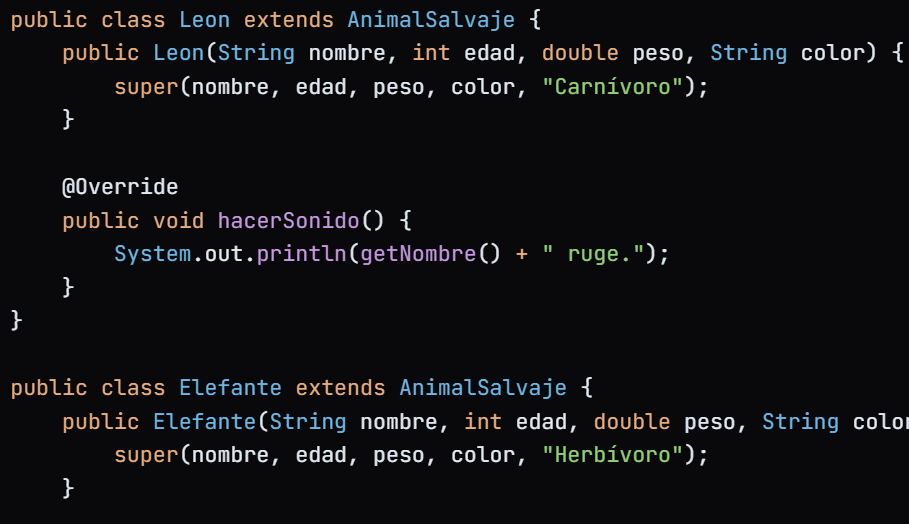 public class Leon extends AnimalSalvaje {
    public Leon(String nombre, int edad, double peso, String color) {
        super(nombre, edad, peso, color, "Carnívoro");
    }

    @Override
    public void hacerSonido() {
        System.out.println(getNombre() + " ruge.");
    }
}

public class Elefante extends AnimalSalvaje {
    public Elefante(String nombre, int edad, double peso, String color
        super(nombre, edad, peso, color, "Herbívoro");
    }